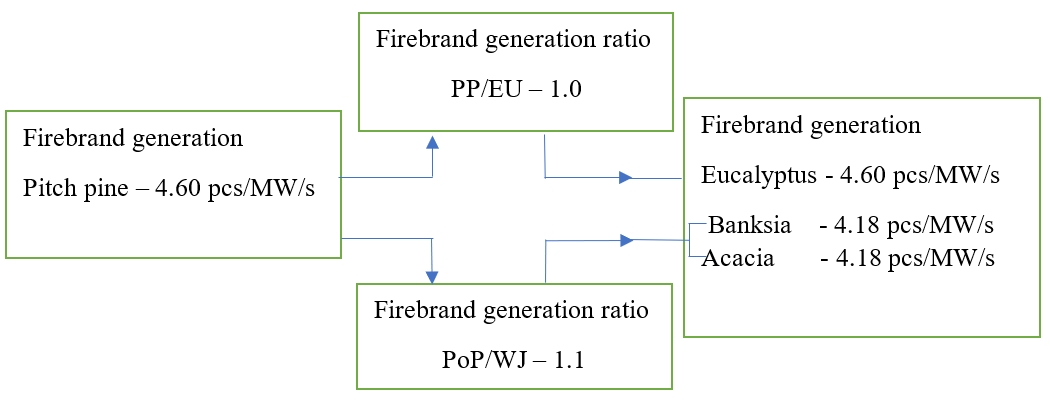 Firebrand generation
Pitch pine – 4.60 pcs/MW/s
Firebrand generation ratio
PP/EU – 1.0
Firebrand generation ratio
PoP/WJ – 1.1
Firebrand generation
Eucalyptus - 4.60 pcs/MW/s
Banksia - 4.18 pcs/MW/s
Acacia - 4.18 pcs/MW/s